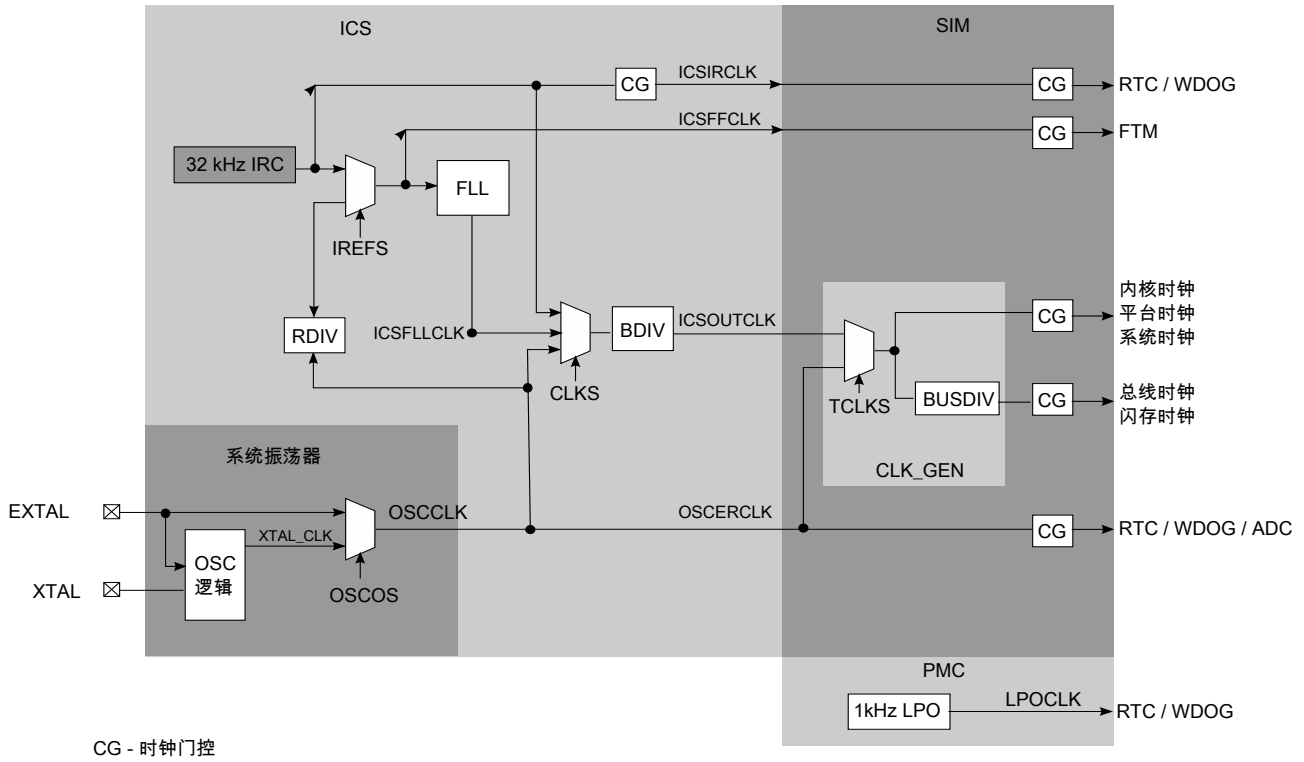 ICS
SIM
CG
ICSIRCLK
CG
RTC / WDOG
ICSFFCLK
CG
FTM
32 kHz IRC
FLL
IREFS
RDIV
ICSFLLCLK
BDIV
ICSOUTCLK
CLKS
TCLKS
CG
内核时钟
平台时钟
系统时钟
BUSDIV
CG
总线时钟
闪存时钟
CLK_GEN
系统振荡器
EXTAL
OSCCLK
OSCERCLK
CG
RTC / WDOG / ADC
XTAL_CLK
OSC
逻辑
XTAL
OSCOS
PMC
1kHz LPO
LPOCLK
RTC / WDOG
CG - 时钟门控